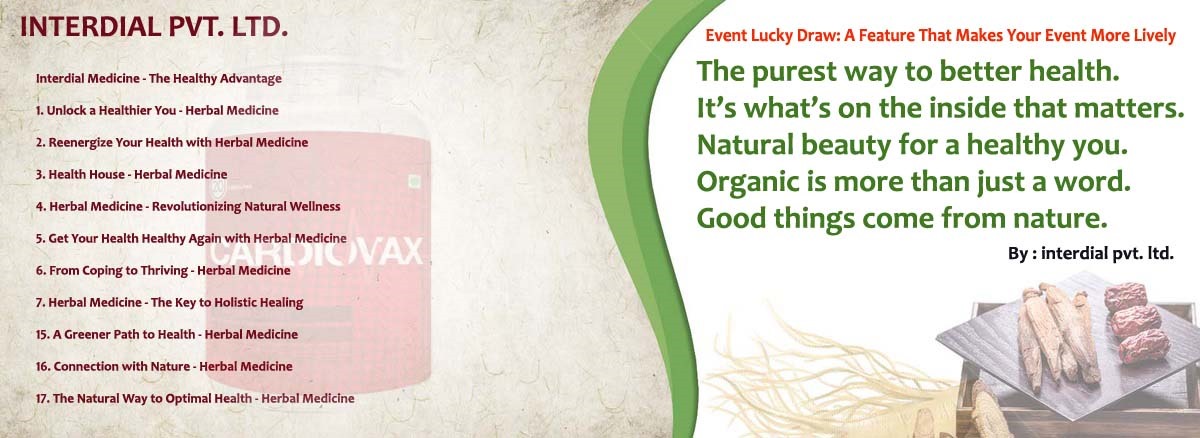 INTERDIAL PVT. LTD.
Interdial Medicine - The Healthy Advantage
1. Unlock a Healthier You - Herbal Medicine
2. Reenergize Your Health with Herbal Medicine
3. Health House - Herbal Medicine
4. Herbal Medicine - Revolutionizing Natural Wellness
5. Get Your Health Healthy Again with Herbal Medicine
CARDIOVAX
6. From Coping to Thriving - Herbal Medicine
7. Herbal Medicine - The Key to Holistic Healing
15. A Greener Path to Health - Herbal Medicine
16. Connection with Nature - Herbal Medicine
17. The Natural Way to Optimal Health - Herbal Medicine
Event Lucky Draw: A Feature That Makes Your Event More Lively
The purest way to better health.
It’s what’s on the inside that matters.
Natural beauty for a healthy you.
Organic is more than just a word.
Good things come from nature.
By : interdial pvt. ltd.